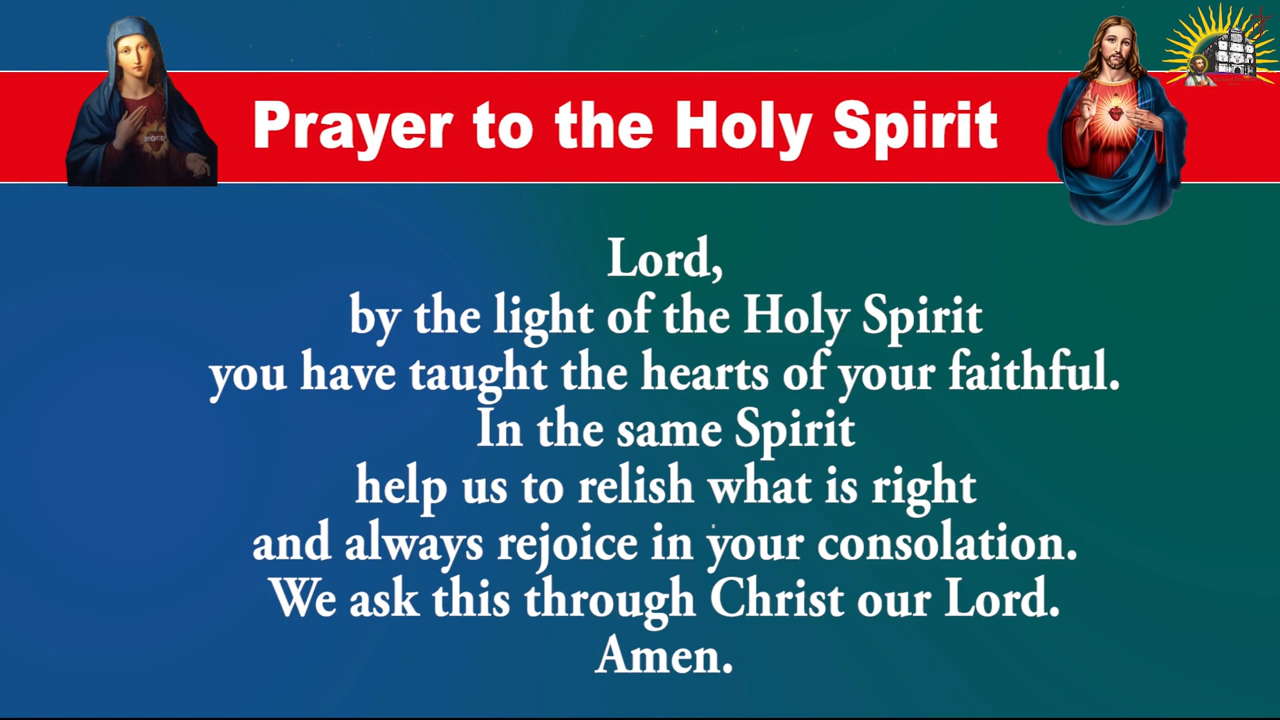 Prayer to the Holy Spirit
Lord,
by the light of the Holy Spirit
you have taught the hearts of your faithful.
In the same Spirit
help us to relish what is right
and always rejoice in your consolation.
We ask this through Christ our Lord.
Amen.